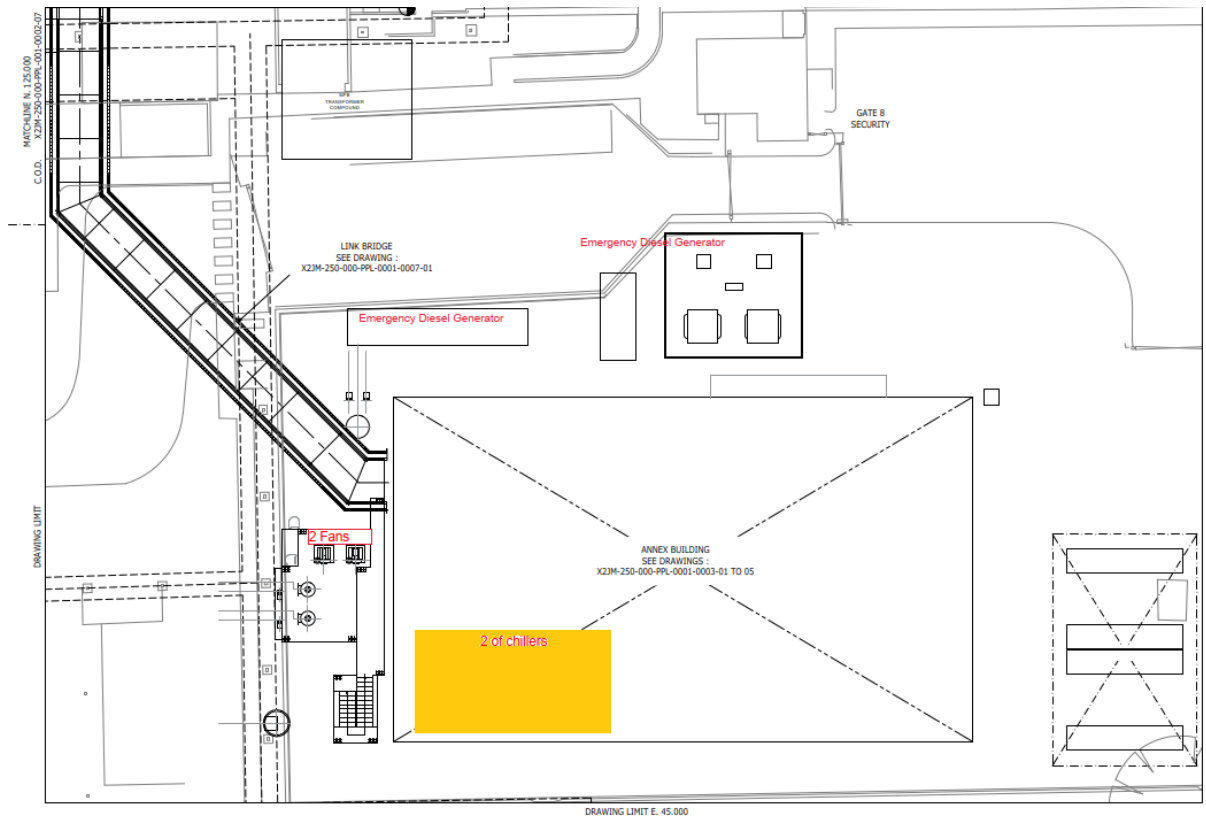 MATCHLINE N. 125.000
X2JM-250-000-PPL-001-0002-07
C.O.D.
TRANSFORMER
COMPOUND
GATE 8
SECURITY
LINK BRIDGE
SEE DRAWING :
X2JM-250-000-PPL-0001-0007-01
Emergency Diesel Generator
Emergency Diesel Generator
DRAWING LIMIT
2 Fans
ANNEX BUILDING
SEE DRAWINGS :
X2JM-250-000-PPL-0001-0003-01 TO 05
2 of chillers
DRAWING LIMIT E. 45.000